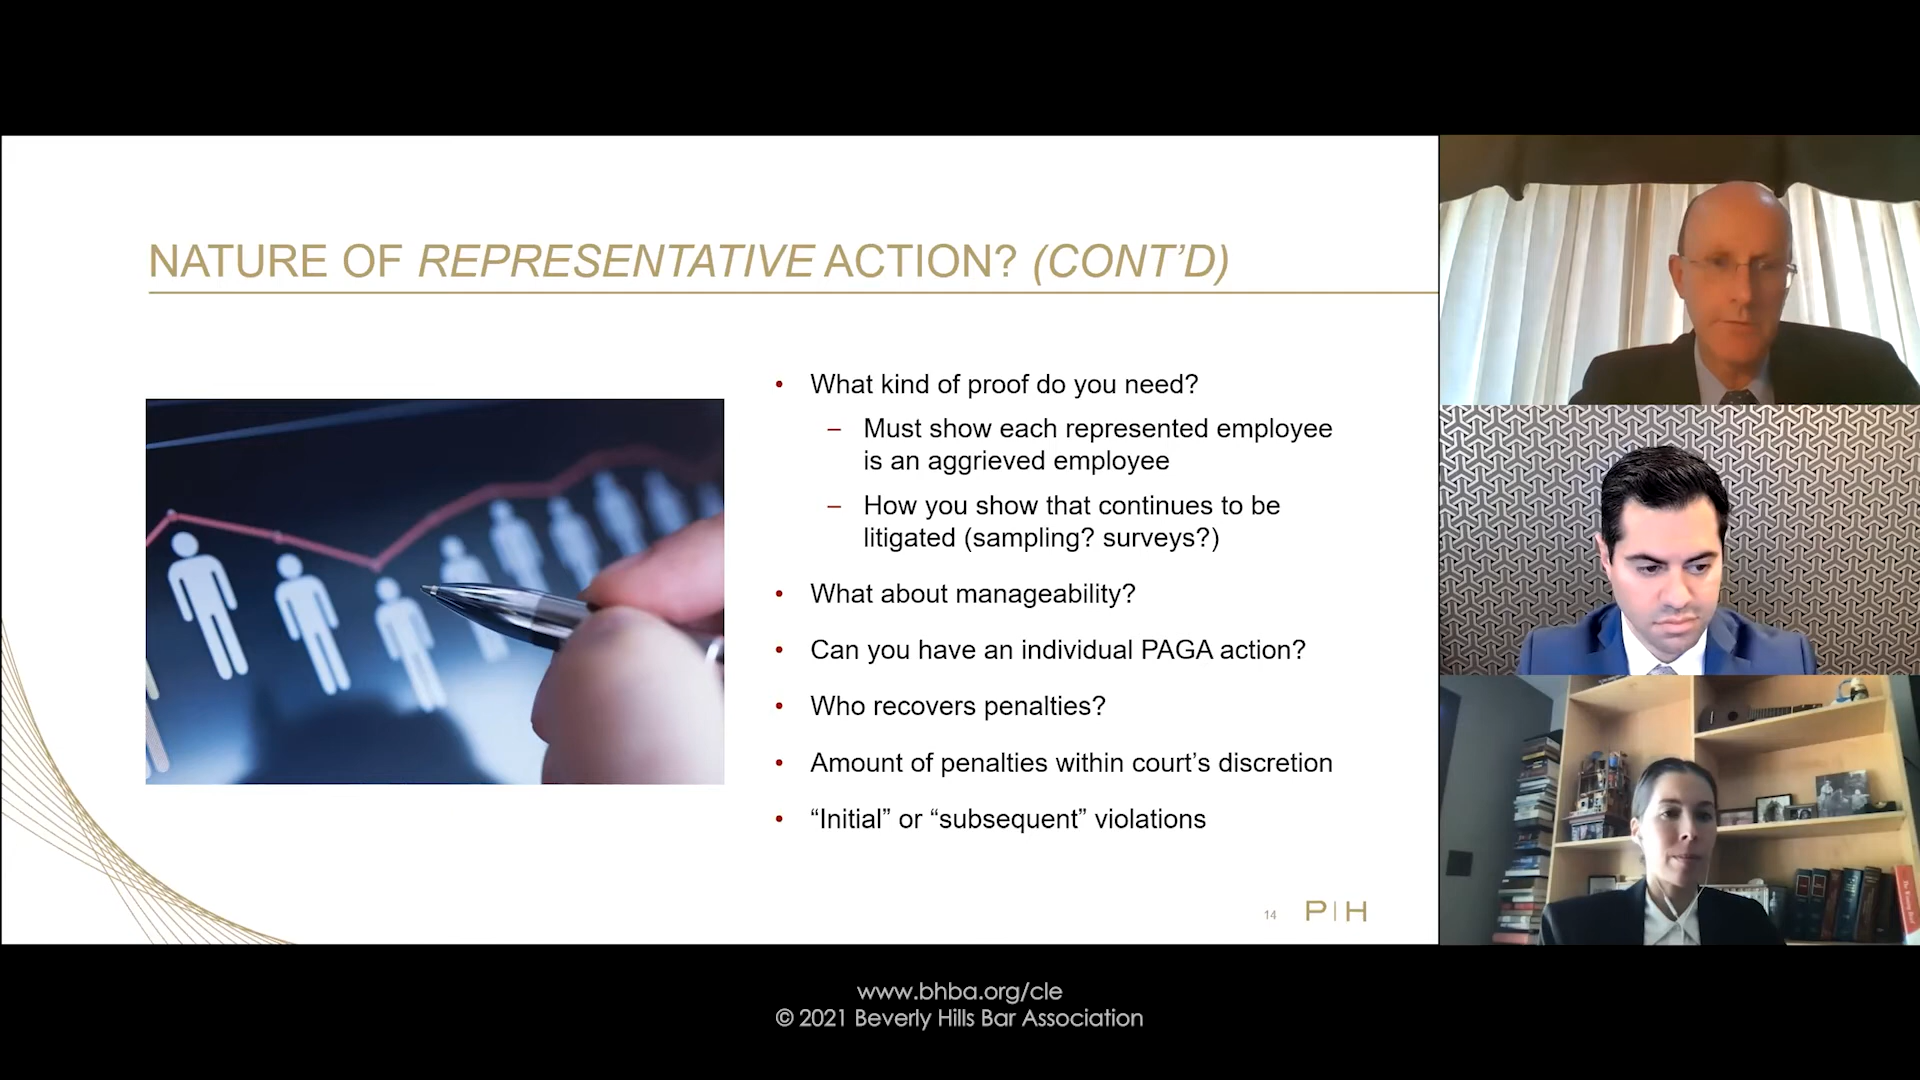 NATURE OF REPRESENTATIVE ACTION? (CONT’D)
• What kind of proof do you need?
– Must show each represented employee
is an aggrieved employee
– How you show that continues to be
litigated (sampling? surveys?)
• What about manageability?
• Can you have an individual PAGA action?
• Who recovers penalties?
• Amount of penalties within court’s discretion
• “Initial” or “subsequent” violations
14
P|H
www.bhba.org/cle
© 2021 Beverly Hills Bar Association